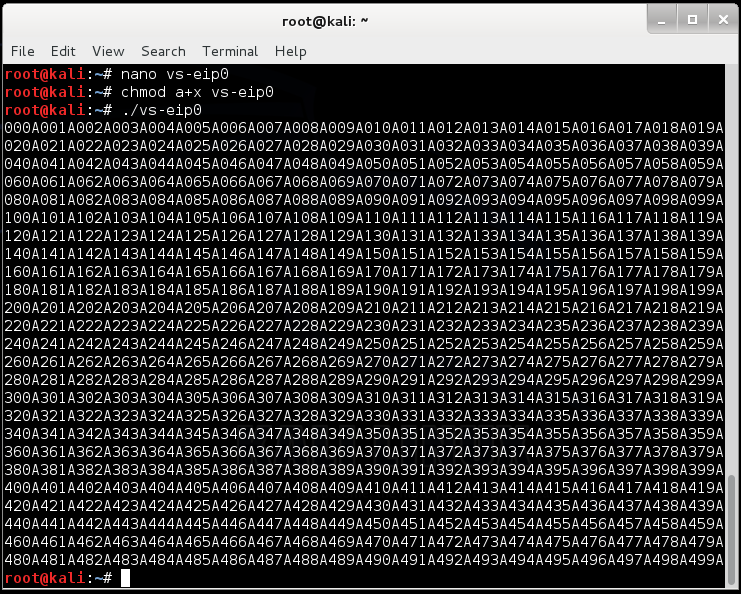 root@kali: ~
File Edit View Search Terminal Help
root@kali:~# nano vs-eip0
root@kali:~# chmod a+x vs-eip0
root@kali:~# ./vs-eip0
000A001A002A003A004A005A006A007A008A009A010A011A012A013A014A015A016A017A018A019A
020A021A022A023A024A025A026A027A028A029A030A031A032A033A034A035A036A037A038A039A
040A041A042A043A044A045A046A047A048A049A050A051A052A053A054A055A056A057A058A059A
060A061A062A063A064A065A066A067A068A069A070A071A072A073A074A075A076A077A078A079A
080A081A082A083A084A085A086A087A088A089A090A091A092A093A094A095A096A097A098A099A
100A101A102A103A104A105A106A107A108A109A110A111A112A113A114A115A116A117A118A119A
120A121A122A123A124A125A126A127A128A129A130A131A132A133A134A135A136A137A138A139A
140A141A142A143A144A145A146A147A148A149A150A151A152A153A154A155A156A157A158A159A
160A161A162A163A164A165A166A167A168A169A170A171A172A173A174A175A176A177A178A179A
180A181A182A183A184A185A186A187A188A189A190A191A192A193A194A195A196A197A198A199A
200A201A202A203A204A205A206A207A208A209A210A211A212A213A214A215A216A217A218A219A
220A221A222A223A224A225A226A227A228A229A230A231A232A233A234A235A236A237A238A239A
240A241A242A243A244A245A246A247A248A249A250A251A252A253A254A255A256A257A258A259A
260A261A262A263A264A265A266A267A268A269A270A271A272A273A274A275A276A277A278A279A
280A281A282A283A284A285A286A287A288A289A290A291A292A293A294A295A296A297A298A299A
300A301A302A303A304A305A306A307A308A309A310A311A312A313A314A315A316A317A318A319A
320A321A322A323A324A325A326A327A328A329A330A331A332A333A334A335A336A337A338A339A
340A341A342A343A344A345A346A347A348A349A350A351A352A353A354A355A356A357A358A359A
360A361A362A363A364A365A366A367A368A369A370A371A372A373A374A375A376A377A378A379A
380A381A382A383A384A385A386A387A388A389A390A391A392A393A394A395A396A397A398A399A
400A401A402A403A404A405A406A407A408A409A410A411A412A413A414A415A416A417A418A419A
420A421A422A423A424A425A426A427A428A429A430A431A432A433A434A435A436A437A438A439A
440A441A442A443A444A445A446A447A448A449A450A451A452A453A454A455A456A457A458A459A
460A461A462A463A464A465A466A467A468A469A470A471A472A473A474A475A476A477A478A479A
480A481A482A483A484A485A486A487A488A489A490A491A492A493A494A495A496A497A498A499A
root@kali:~#